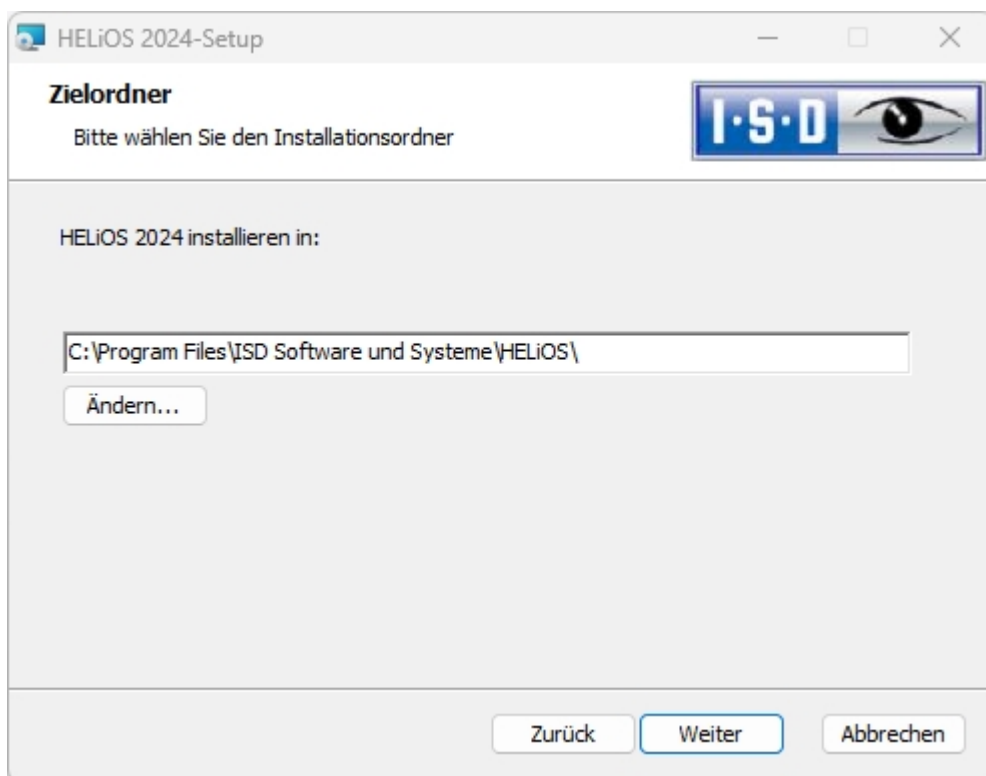 HELiOS 2024-Setup
Zielordner
Bitte wählen Sie den Installationsordner
I·S·D
HELiOS 2024 installieren in:
C:\Program Files\ISD Software und Systeme\HELiOS\
Ändern...
Zurück
Weiter
Abbrechen